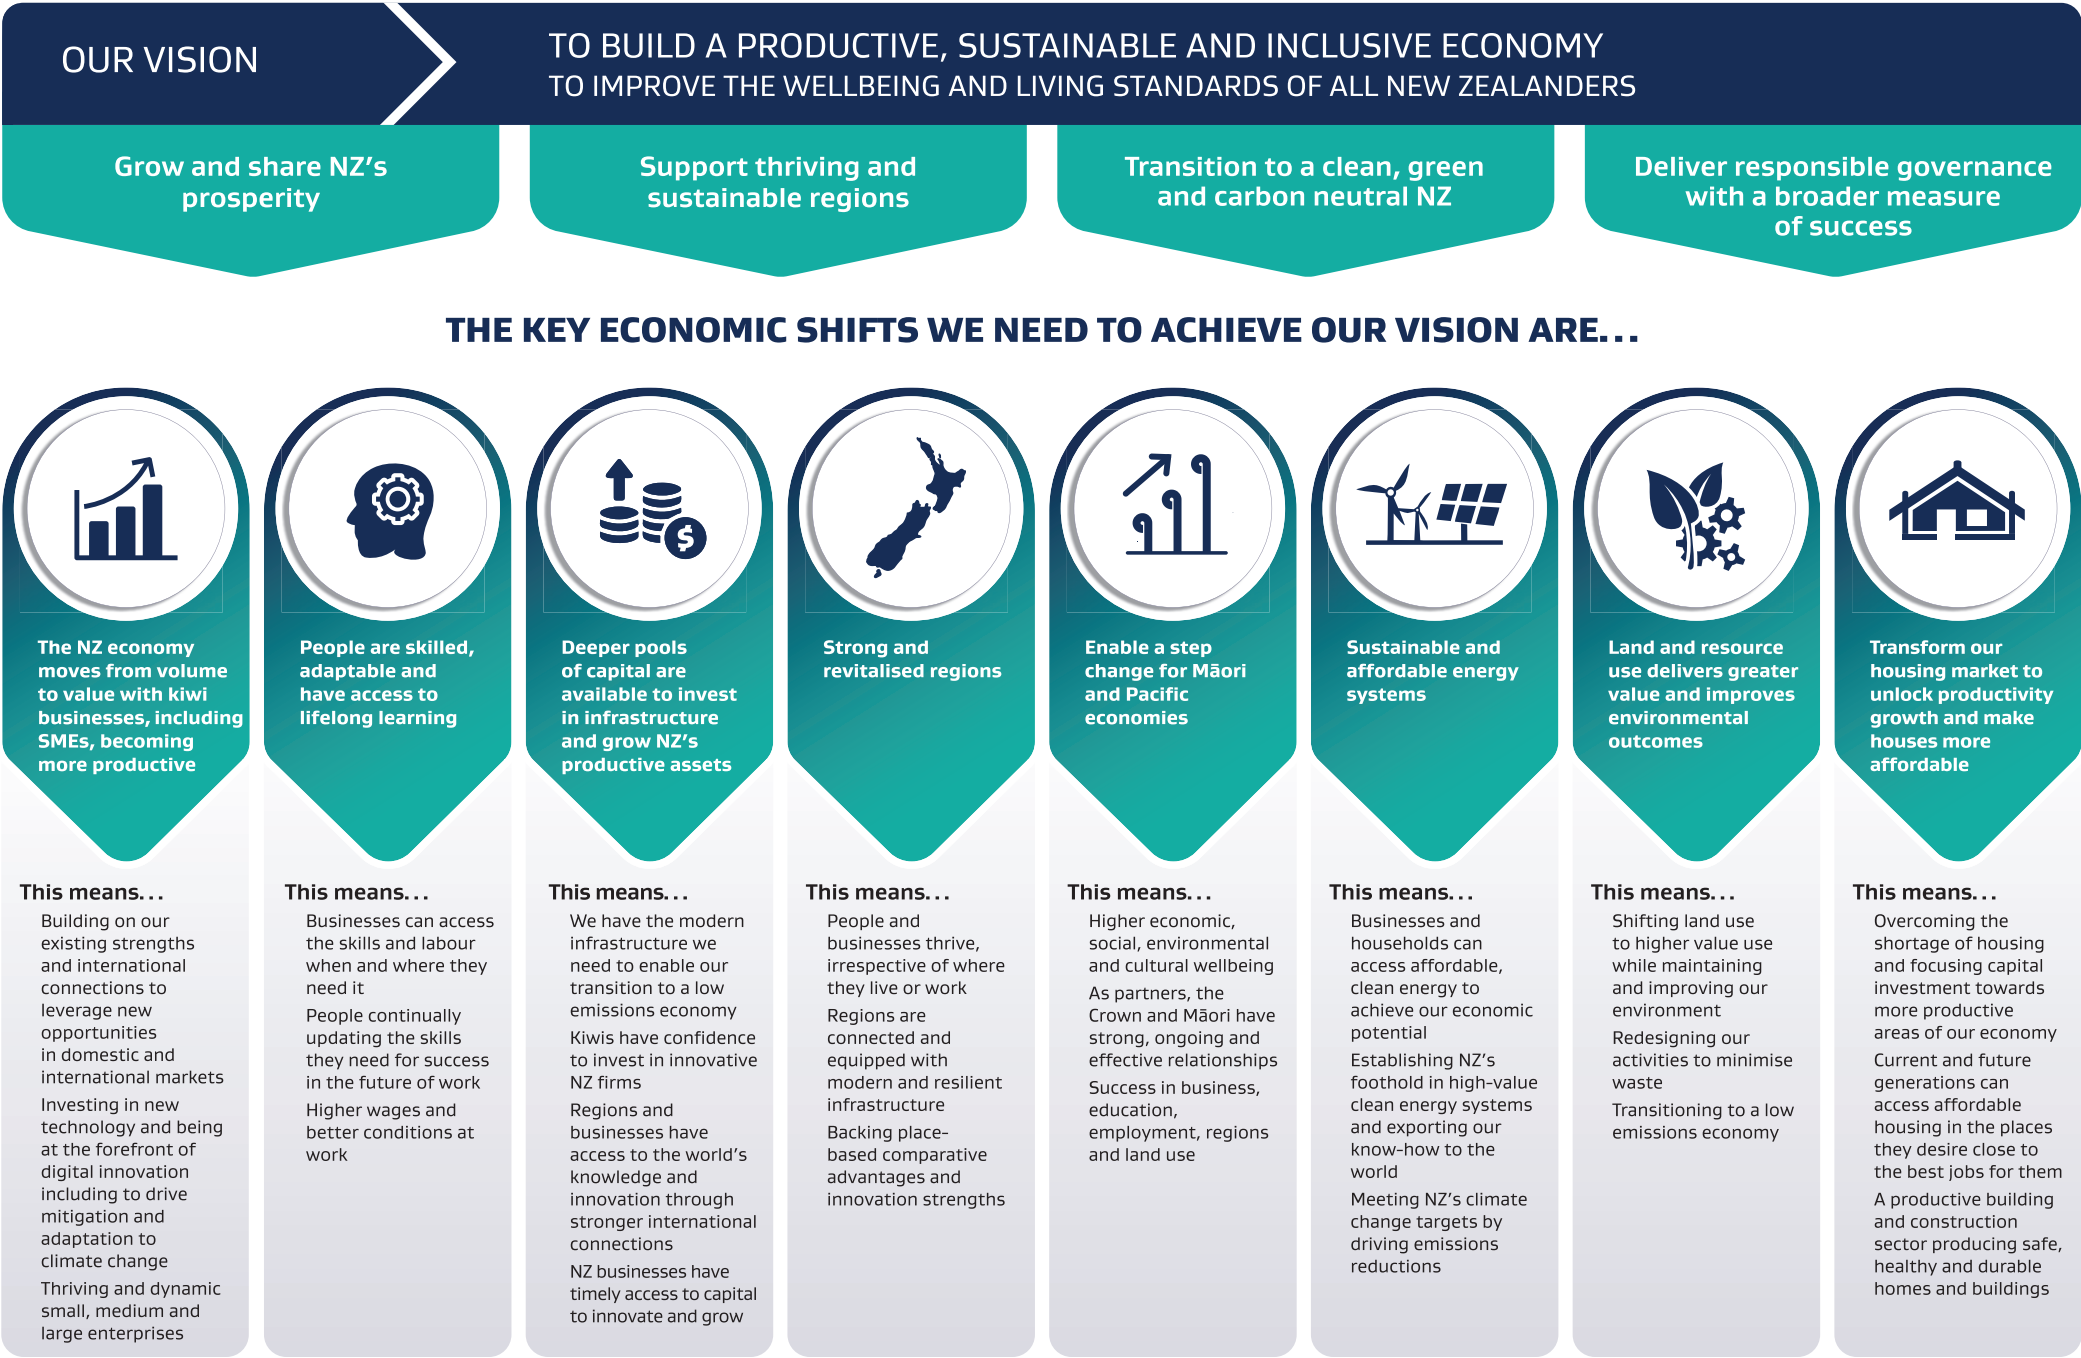 OUR VISION
TO BUILD A PRODUCTIVE, SUSTAINABLE AND INCLUSIVE ECONOMY
TO IMPROVE THE WELLBEING AND LIVING STANDARDS OF ALL NEW ZEALANDERS
Grow and share NZ's
prosperity
Support thriving and
sustainable regions
Transition to a clean, green
and carbon neutral NZ
Deliver responsible governance
with a broader measure
of success
THE KEY ECONOMIC SHIFTS WE NEED TO ACHIEVE OUR VISION ARE...
The NZ economy
moves from volume
to value with kiwi
businesses, including
SMEs, becoming
more productive
This means...
Building on our
existing strengths
and international
connections to
leverage new
opportunities
in domestic and
international markets
Investing in new
technology and being
at the forefront of
digital innovation
including to drive
mitigation and
adaptation to
climate change
Thriving and dynamic
small, medium and
large enterprises
People are skilled,
adaptable and
have access to
lifelong learning
This means...
Businesses can access
the skills and labour
when and where they
need it
People continually
updating the skills
they need for success
in the future of work
Higher wages and
better conditions at
work
$
Deeper pools
of capital are
available to invest
in infrastructure
and grow NZ's
productive assets
This means...
We have the modern
infrastructure we
need to enable our
transition to a low
emissions economy
Kiwis have confidence
to invest in innovative
NZ firms
Regions and
businesses have
access to the world's
knowledge and
innovation through
stronger international
connections
NZ businesses have
timely access to capital
to innovate and grow
Strong and
revitalised regions
This means...
People and
businesses thrive,
irrespective of where
they live or work
Regions are
connected and
equipped with
modern and resilient
infrastructure
Backing place-
based comparative
advantages and
innovation strengths
Enable a step
change for Māori
and Pacific
economies
This means...
Higher economic,
social, environmental
and cultural wellbeing
As partners, the
Crown and Māori have
strong, ongoing and
effective relationships
Success in business,
education,
employment, regions
and land use
Sustainable and
affordable energy
systems
This means...
Businesses and
households can
access affordable,
clean energy to
achieve our economic
potential
Establishing NZ's
foothold in high-value
clean energy systems
and exporting our
know-how to the
world
Meeting NZ's climate
change targets by
driving emissions
reductions
Land and resource
use delivers greater
value and improves
environmental
outcomes
This means...
Shifting land use
to higher value use
while maintaining
and improving our
environment
Redesigning our
activities to minimise
waste
Transitioning to a low
emissions economy
Transform our
housing market to
unlock productivity
growth and make
houses more
affordable
This means...
Overcoming the
shortage of housing
and focusing capital
investment towards
more productive
areas of our economy
Current and future
generations can
access affordable
housing in the places
they desire close to
the best jobs for them
A productive building
and construction
sector producing safe,
healthy and durable
homes and buildings